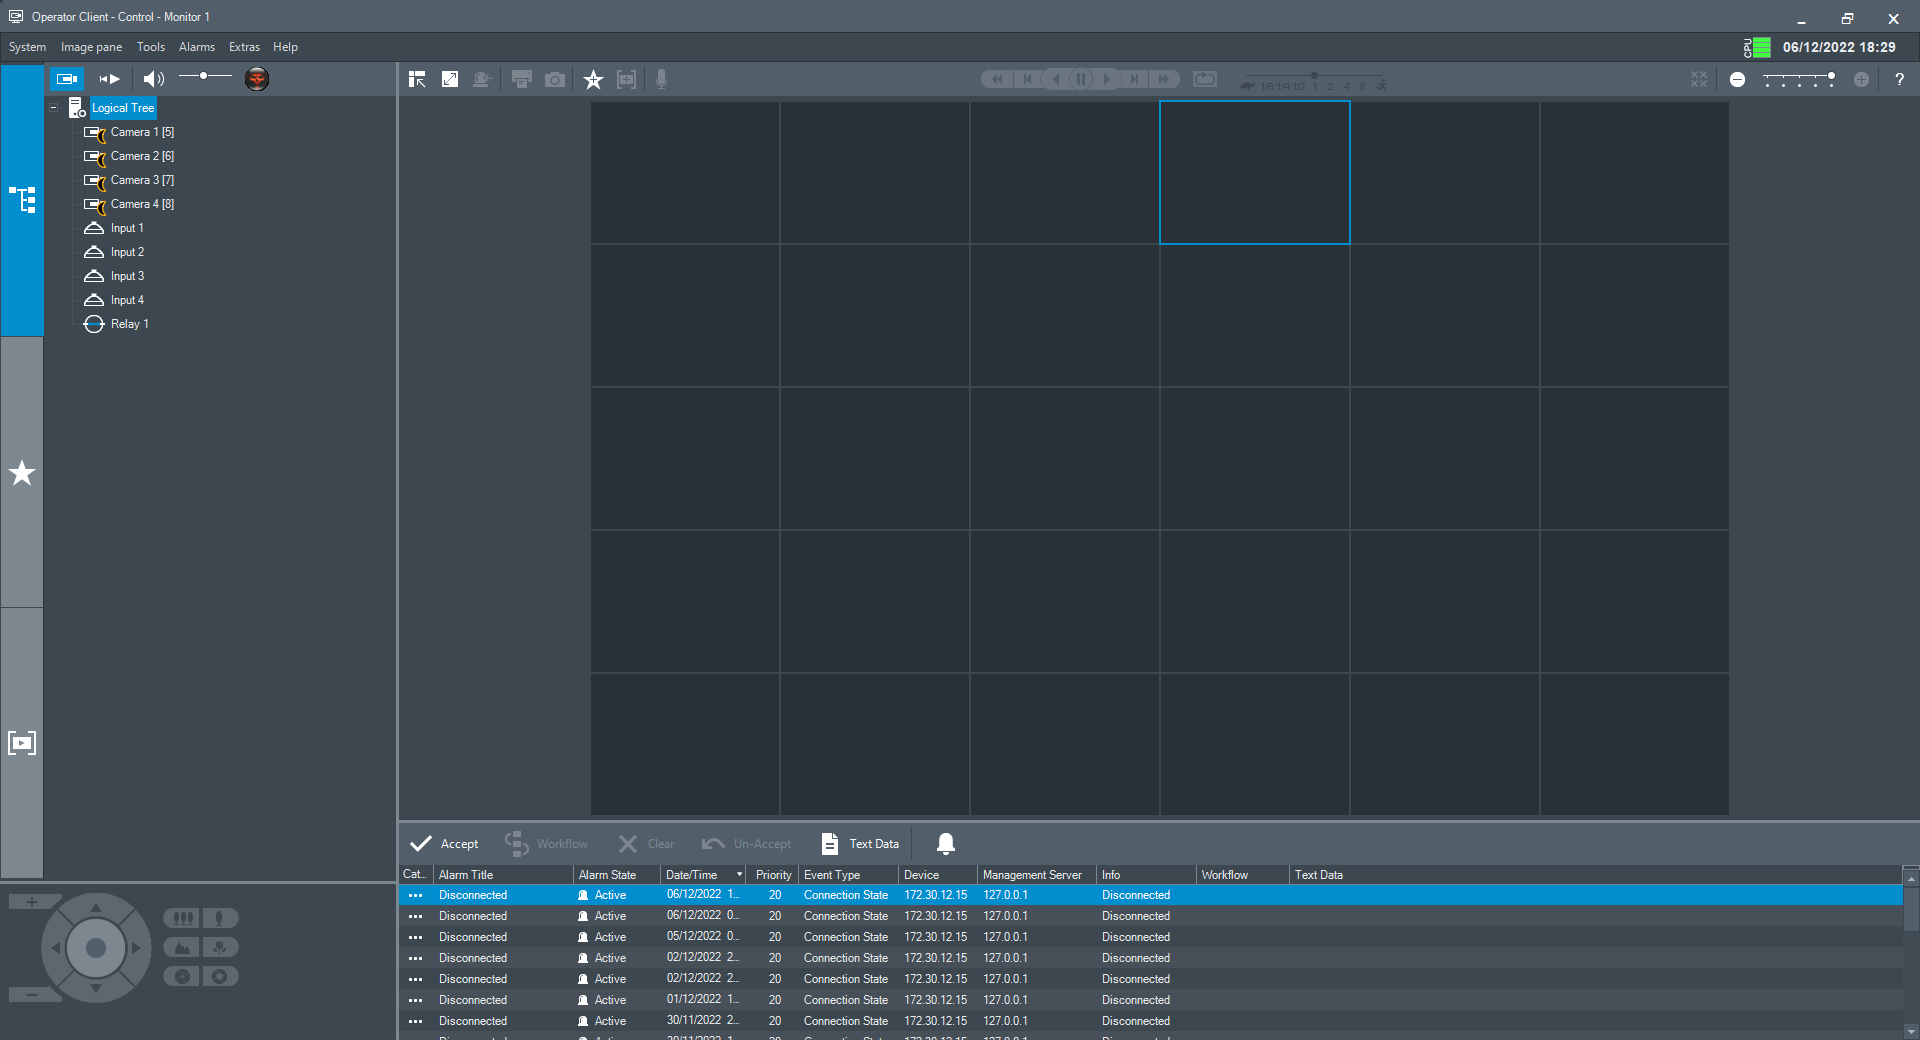 Operator Client - Control - Monitor 1
System Image pane Tools Alarms Extras Help
CPU 06/12/2022 18:29
1/8 1/4 1/2 1 2 4 8
?
Logical Tree
Camera 1 [5]
Camera 2 [6]
Camera 3 [7]
Camera 4 [8]
Input 1
Input 2
Input 3
Input 4
Relay 1
Accept Workflow Clear Un-Accept Text Data
Cat... Alarm Title Alarm State Date/Time Priority Event Type Device Management Server Info Workflow Text Data
Disconnected Active 06/12/2022 1... 20 Connection State 172.30.12.15 127.0.0.1 Disconnected
Disconnected Active 06/12/2022 0... 20 Connection State 172.30.12.15 127.0.0.1 Disconnected
Disconnected Active 05/12/2022 0... 20 Connection State 172.30.12.15 127.0.0.1 Disconnected
Disconnected Active 02/12/2022 2... 20 Connection State 172.30.12.15 127.0.0.1 Disconnected
Disconnected Active 02/12/2022 2... 20 Connection State 172.30.12.15 127.0.0.1 Disconnected
Disconnected Active 01/12/2022 1... 20 Connection State 172.30.12.15 127.0.0.1 Disconnected
Disconnected Active 30/11/2022 2... 20 Connection State 172.30.12.15 127.0.0.1 Disconnected